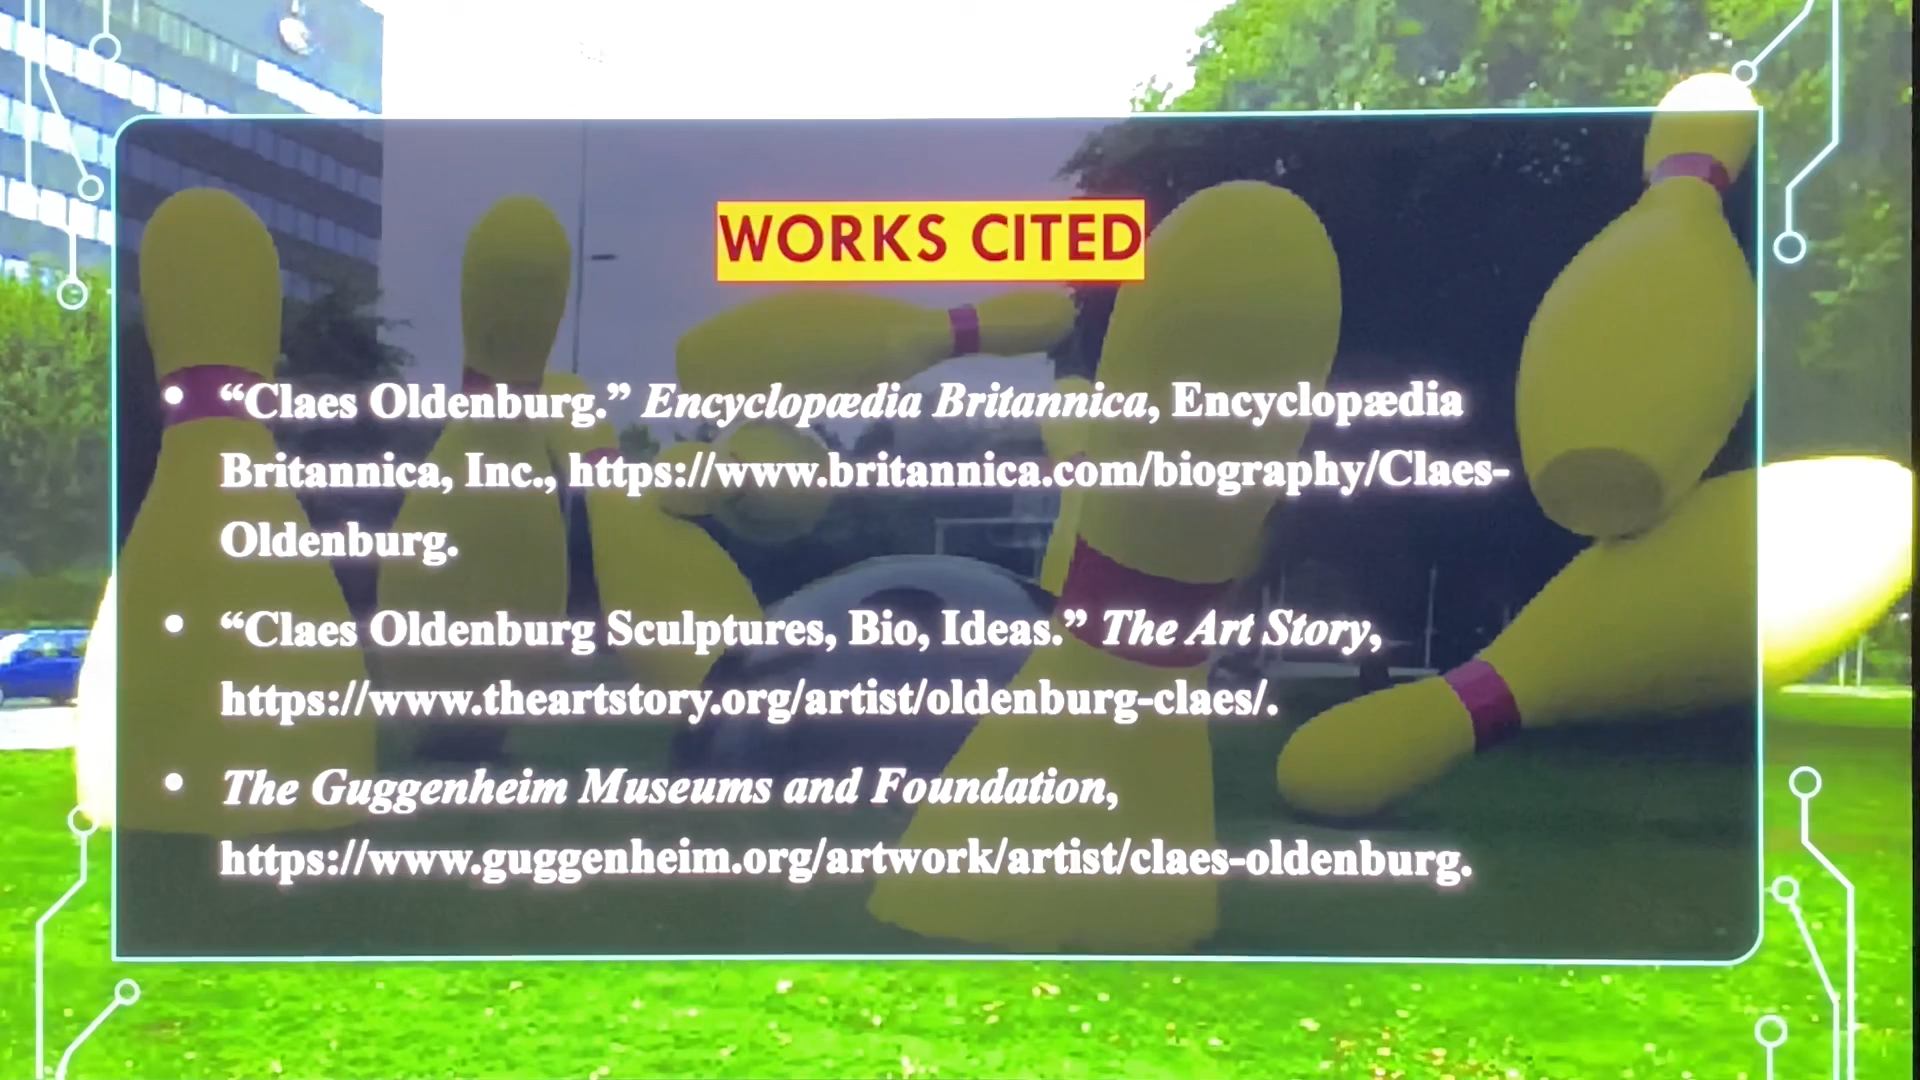 WORKS CITED
• “Claes Oldenburg.” Encyclopædia Britannica, Encyclopædia
Britannica, Inc., https://www.britannica.com/biography/Claes-
Oldenburg.
• “Claes Oldenburg Sculptures, Bio, Ideas.” The Art Story,
https://www.theartstory.org/artist/oldenburg-claes/.
• The Guggenheim Museums and Foundation,
https://www.guggenheim.org/artwork/artist/claes-oldenburg.